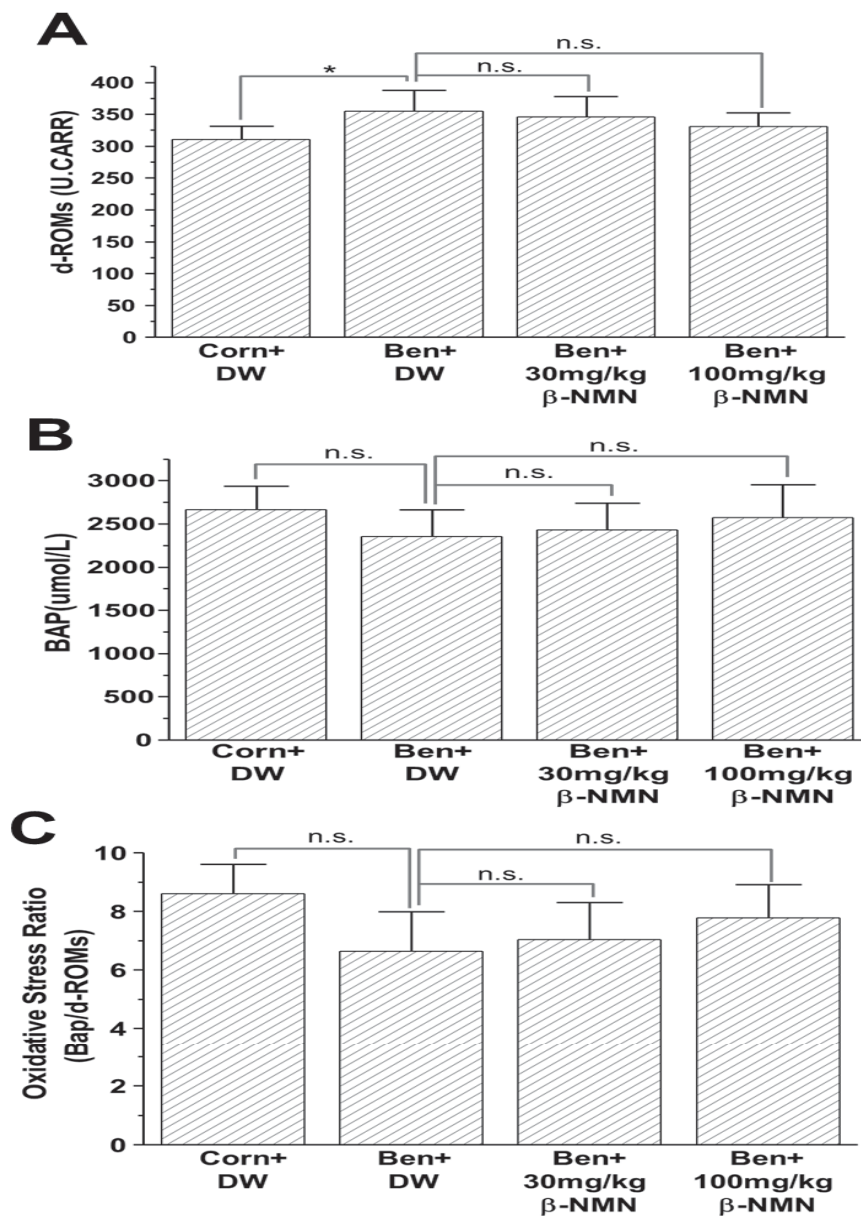 A
n.s.
*
n.s.
d-ROMs (U.CARR)
400
350
300
250
200
150
100
50
0
Corn+
DW
Ben+
DW
Ben+
30mg/kg
β-NMN
Ben+
100mg/kg
β-NMN
B
n.s.
n.s.
n.s.
BAP(umol/L)
3000
2500
2000
1500
1000
500
0
Corn+
DW
Ben+
DW
Ben+
30mg/kg
β-NMN
Ben+
100mg/kg
β-NMN
C
n.s.
n.s.
n.s.
Oxidative Stress Ratio
(Bap/d-ROMs)
10
8
6
4
2
0
Corn+
DW
Ben+
DW
Ben+
30mg/kg
β-NMN
Ben+
100mg/kg
β-NMN